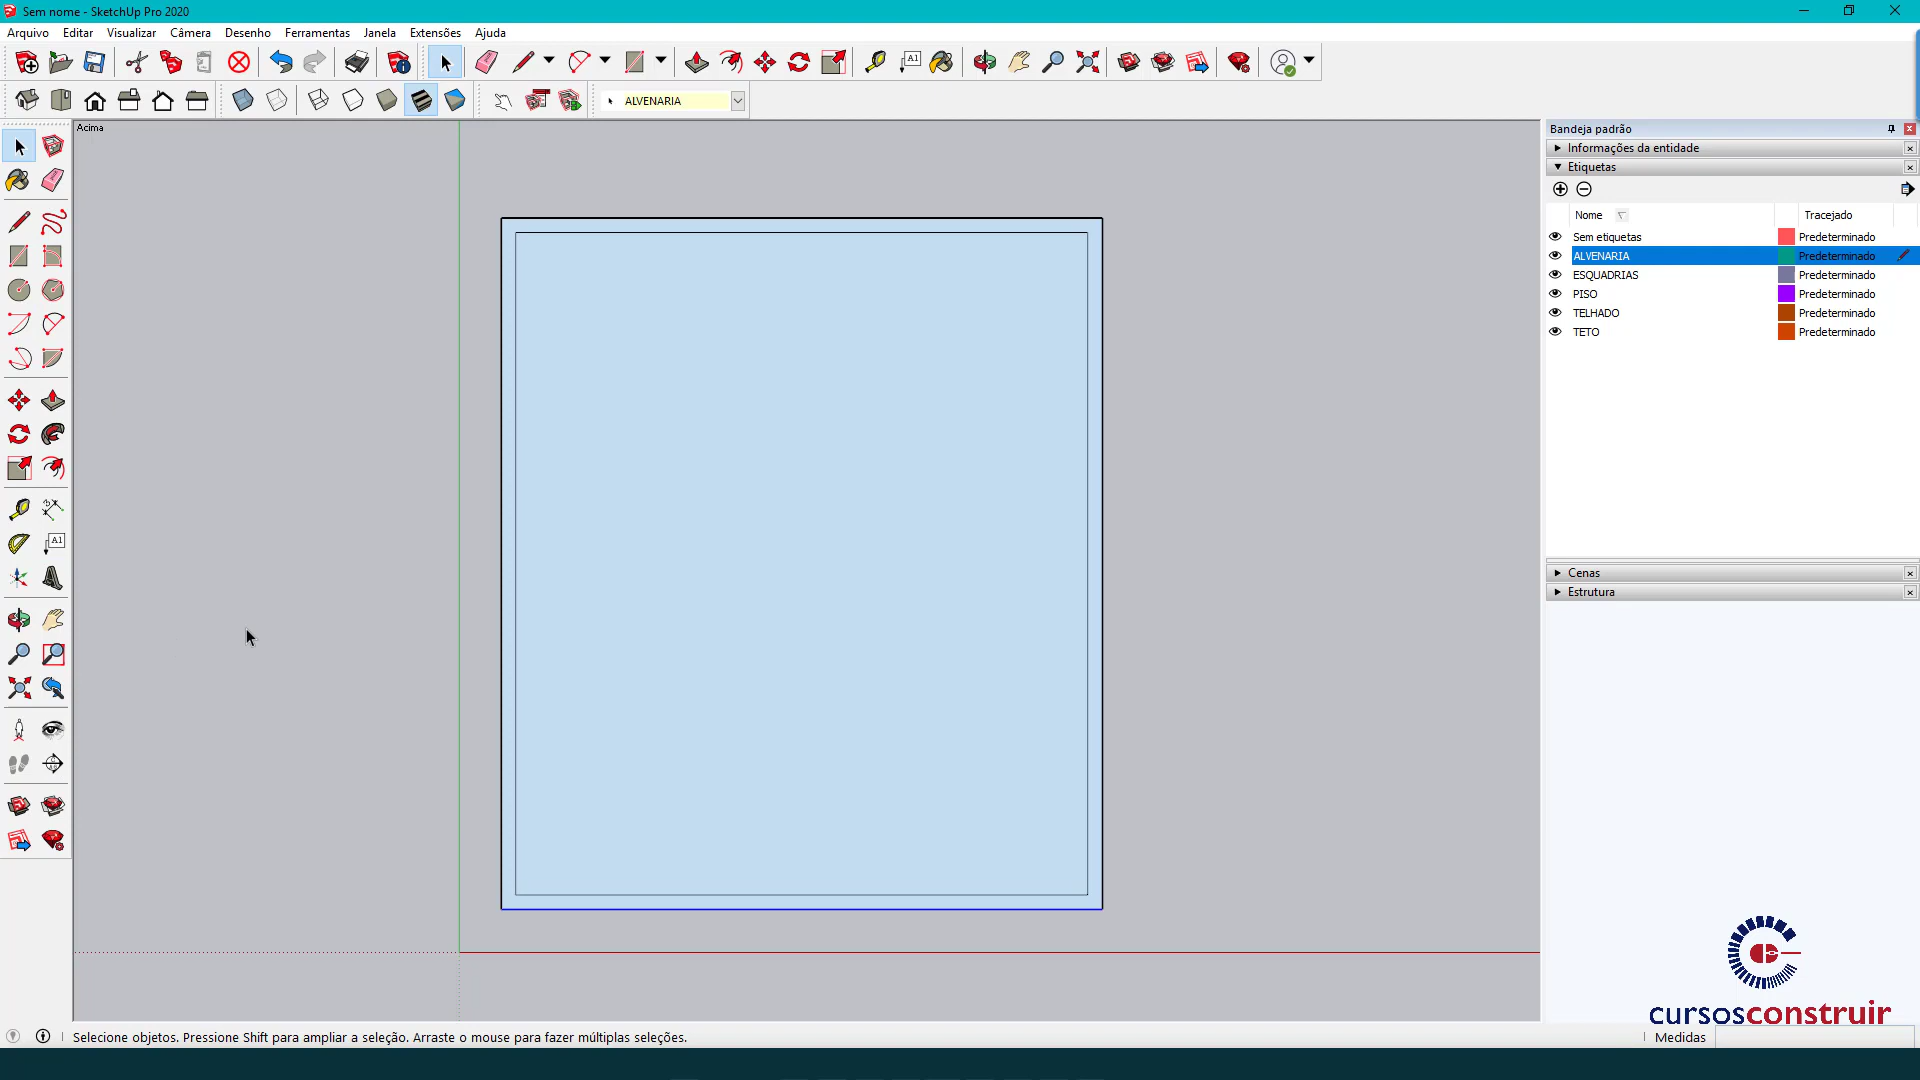 Sem nome - SketchUp Pro 2020
Arquivo Editar Visualizar Câmera Desenho Ferramentas Janela Extensões Ajuda
A1
ALVENARIA
Acima
Bandeja padrão
Informações da entidade
Etiquetas
Nome Tracejado
Sem etiquetas Predeterminado
ALVENARIA Predeterminado
ESQUADRIAS Predeterminado
PISO Predeterminado
TELHADO Predeterminado
TETO Predeterminado
A1
Cenas
Estrutura
cursosconstruir
Selecione objetos. Pressione Shift para ampliar a seleção. Arraste o mouse para fazer múltiplas seleções.
Medidas